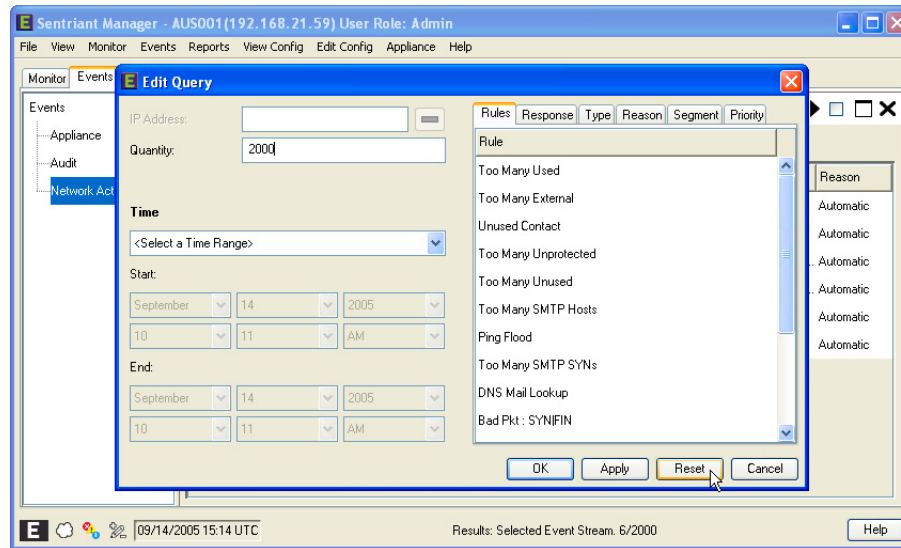 E Sentriant Manager - AUS001(192.168.21.59) User Role: Admin
File View Monitor Events Reports View Config Edit Config Appliance Help
Monitor Events
E Edit Query
Events
Appliance
Audit
Network Act
IP Address:
Quantity: 2000
Time
<Select a Time Range>
Start:
September 14 2005
10 11 AM
End:
September 14 2005
10 11 AM
Rules Response Type Reason Segment Priority
Rule
Too Many Used
Too Many External
Unused Contact
Too Many Unprotected
Too Many Unused
Too Many SMTP Hosts
Ping Flood
Too Many SMTP SYNs
DNS Mail Lookup
Bad Pkt : SYN|FIN
OK Apply Reset Cancel
Reason
Automatic
Automatic
.. Automatic
.. Automatic
Automatic
Automatic
E 09/14/2005 15:14 UTC Results: Selected Event Stream. 6/2000 Help